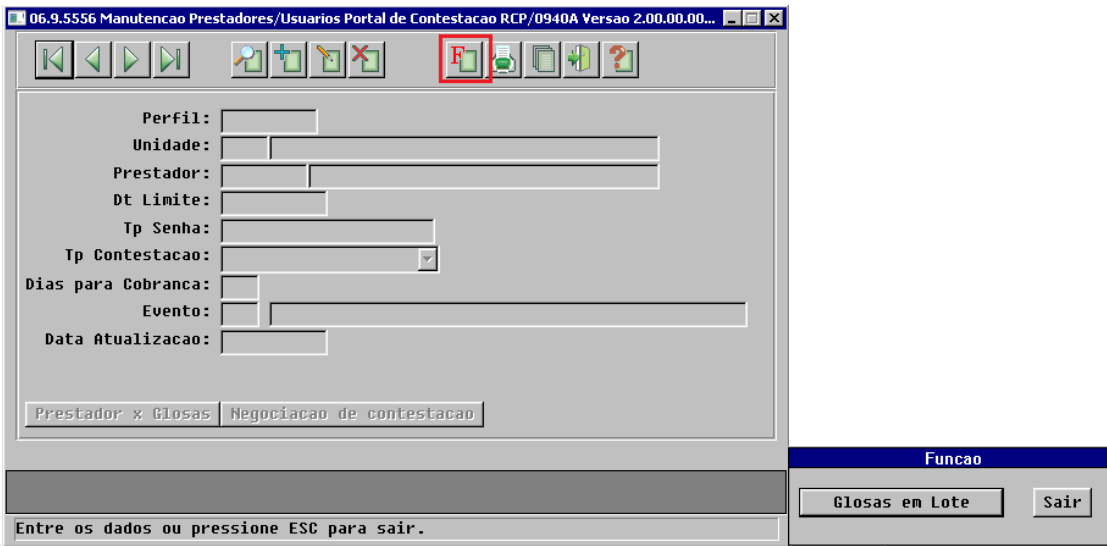 06.9.5556 Manutencao Prestadores/Usuarios Portal de Contestacao RCP/0940A Versao 2.00.00.00...
F
?
Perfil:
Unidade:
Prestador:
Dt Limite:
Tp Senha:
Tp Contestacao:
Dias para Cobranca:
Evento:
Data Atualizacao:
Prestador x Glosas Negociacao de contestacao
Funcao
Glosas em Lote Sair
Entre os dados ou pressione ESC para sair.